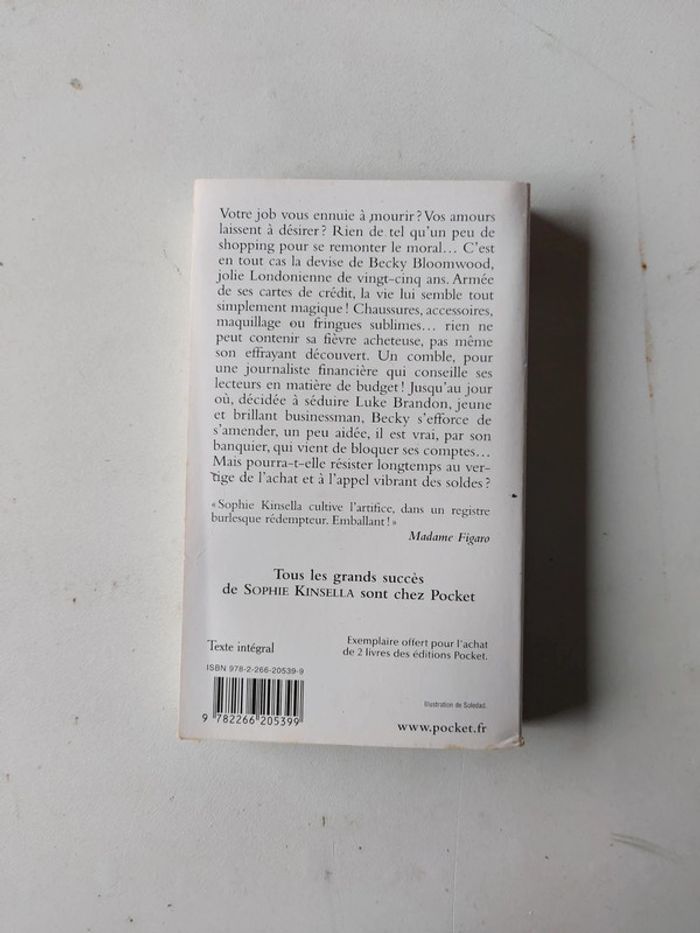 Votre job vous ennuie à mourir ? Vos amours
laissent à désirer ? Rien de tel qu'un peu de
shopping pour se remonter le moral… C'est
en tout cas la devise de Becky Bloomwood,
jolie Londonienne de vingt-cinq ans. Armée
de ses cartes de crédit, la vie lui semble tout
simplement magique ! Chaussures, accessoires,
maquillage ou fringues sublimes… rien ne
peut contenir sa fièvre acheteuse, pas même
son effrayant découvert. Un comble, pour
une journaliste financière qui conseille ses
lecteurs en matière de budget ! Jusqu'au jour
où, décidée à séduire Luke Brandon, jeune
et brillant businessman, Becky s'efforce de
s'amender, un peu aidée, il est vrai, par son
banquier, qui vient de bloquer ses comptes…
Mais pourra-t-elle résister longtemps au ver-
tige de l'achat et à l'appel vibrant des soldes ?
« Sophie Kinsella cultive l'artifice, dans un registre
burlesque rédempteur. Emballant ! »
Madame Figaro
Tous les grands succès
de SOPHIE KINSELLA sont chez Pocket
Texte intégral
Exemplaire offert pour l'achat
de 2 livres des éditions Pocket.
ISBN 978-2-266-20539-9
9 782266 205399
Illustration de Soledad.
www.pocket.fr